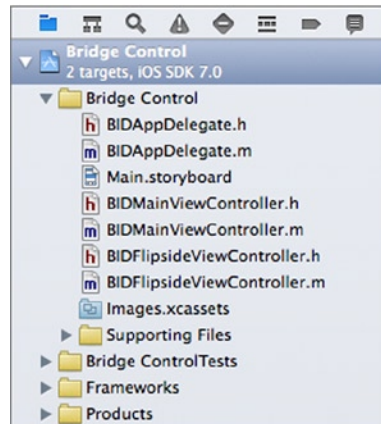 Bridge Control
2 targets, iOS SDK 7.0
Bridge Control
h BIDAppDelegate.h
m BIDAppDelegate.m
Main.storyboard
h BIDMainViewController.h
m BIDMainViewController.m
h BIDFlipsideViewController.h
m BIDFlipsideViewController.m
Images.xcassets
Supporting Files
Bridge ControlTests
Frameworks
Products